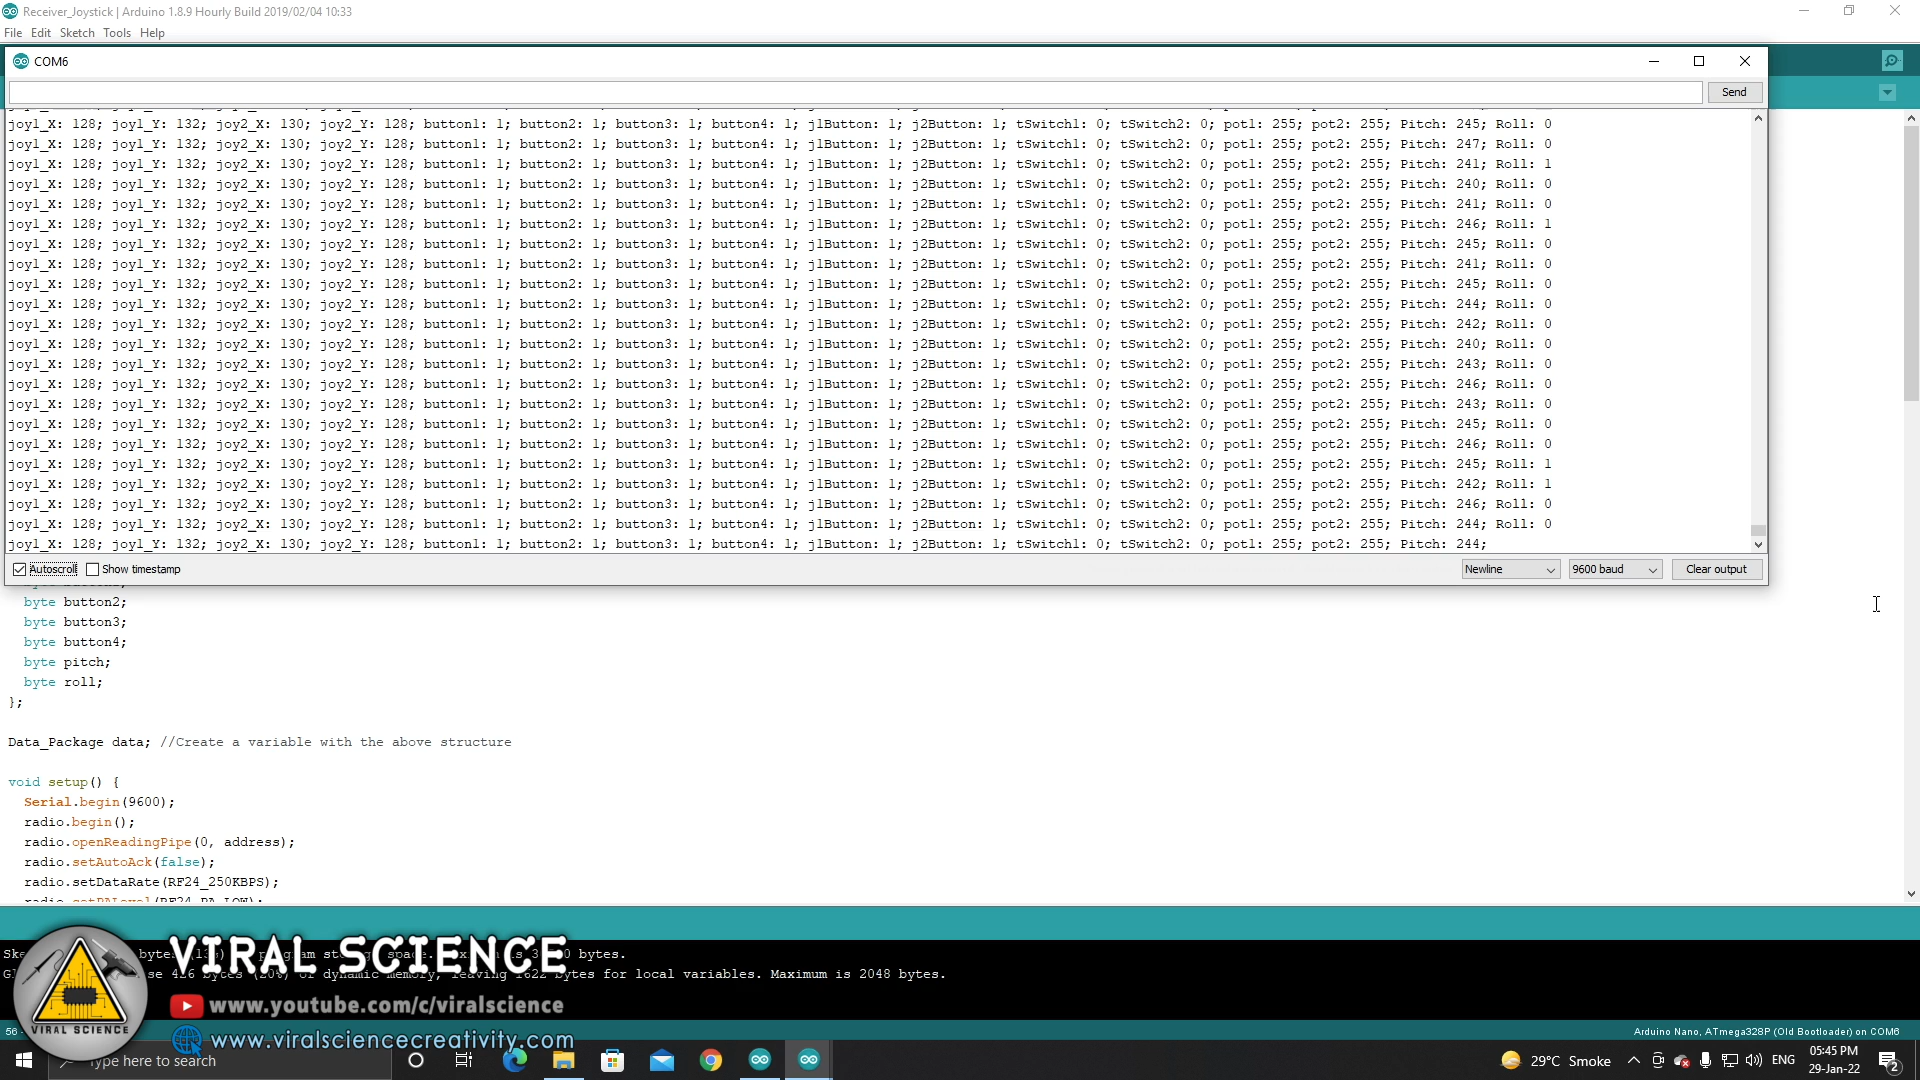 Receiver_Joystick | Arduino 1.8.9 Hourly Build 2019/02/04 10:33
File Edit Sketch Tools Help
COM6
Send
joy1_X: 128; joy1_Y: 132; joy2_X: 130; joy2_Y: 128; button1: 1; button2: 1; button3: 1; button4: 1; j1Button: 1; j2Button: 1; tSwitch1: 0; tSwitch2: 0; pot1: 255; pot2: 255; Pitch: 245; Roll: 0
joy1_X: 128; joy1_Y: 132; joy2_X: 130; joy2_Y: 128; button1: 1; button2: 1; button3: 1; button4: 1; j1Button: 1; j2Button: 1; tSwitch1: 0; tSwitch2: 0; pot1: 255; pot2: 255; Pitch: 247; Roll: 0
joy1_X: 128; joy1_Y: 132; joy2_X: 130; joy2_Y: 128; button1: 1; button2: 1; button3: 1; button4: 1; j1Button: 1; j2Button: 1; tSwitch1: 0; tSwitch2: 0; pot1: 255; pot2: 255; Pitch: 241; Roll: 1
joy1_X: 128; joy1_Y: 132; joy2_X: 130; joy2_Y: 128; button1: 1; button2: 1; button3: 1; button4: 1; j1Button: 1; j2Button: 1; tSwitch1: 0; tSwitch2: 0; pot1: 255; pot2: 255; Pitch: 240; Roll: 0
joy1_X: 128; joy1_Y: 132; joy2_X: 130; joy2_Y: 128; button1: 1; button2: 1; button3: 1; button4: 1; j1Button: 1; j2Button: 1; tSwitch1: 0; tSwitch2: 0; pot1: 255; pot2: 255; Pitch: 241; Roll: 0
joy1_X: 128; joy1_Y: 132; joy2_X: 130; joy2_Y: 128; button1: 1; button2: 1; button3: 1; button4: 1; j1Button: 1; j2Button: 1; tSwitch1: 0; tSwitch2: 0; pot1: 255; pot2: 255; Pitch: 246; Roll: 1
joy1_X: 128; joy1_Y: 132; joy2_X: 130; joy2_Y: 128; button1: 1; button2: 1; button3: 1; button4: 1; j1Button: 1; j2Button: 1; tSwitch1: 0; tSwitch2: 0; pot1: 255; pot2: 255; Pitch: 245; Roll: 0
joy1_X: 128; joy1_Y: 132; joy2_X: 130; joy2_Y: 128; button1: 1; button2: 1; button3: 1; button4: 1; j1Button: 1; j2Button: 1; tSwitch1: 0; tSwitch2: 0; pot1: 255; pot2: 255; Pitch: 241; Roll: 0
joy1_X: 128; joy1_Y: 132; joy2_X: 130; joy2_Y: 128; button1: 1; button2: 1; button3: 1; button4: 1; j1Button: 1; j2Button: 1; tSwitch1: 0; tSwitch2: 0; pot1: 255; pot2: 255; Pitch: 245; Roll: 0
joy1_X: 128; joy1_Y: 132; joy2_X: 130; joy2_Y: 128; button1: 1; button2: 1; button3: 1; button4: 1; j1Button: 1; j2Button: 1; tSwitch1: 0; tSwitch2: 0; pot1: 255; pot2: 255; Pitch: 244; Roll: 0
joy1_X: 128; joy1_Y: 132; joy2_X: 130; joy2_Y: 128; button1: 1; button2: 1; button3: 1; button4: 1; j1Button: 1; j2Button: 1; tSwitch1: 0; tSwitch2: 0; pot1: 255; pot2: 255; Pitch: 242; Roll: 0
joy1_X: 128; joy1_Y: 132; joy2_X: 130; joy2_Y: 128; button1: 1; button2: 1; button3: 1; button4: 1; j1Button: 1; j2Button: 1; tSwitch1: 0; tSwitch2: 0; pot1: 255; pot2: 255; Pitch: 240; Roll: 0
joy1_X: 128; joy1_Y: 132; joy2_X: 130; joy2_Y: 128; button1: 1; button2: 1; button3: 1; button4: 1; j1Button: 1; j2Button: 1; tSwitch1: 0; tSwitch2: 0; pot1: 255; pot2: 255; Pitch: 243; Roll: 0
joy1_X: 128; joy1_Y: 132; joy2_X: 130; joy2_Y: 128; button1: 1; button2: 1; button3: 1; button4: 1; j1Button: 1; j2Button: 1; tSwitch1: 0; tSwitch2: 0; pot1: 255; pot2: 255; Pitch: 246; Roll: 0
joy1_X: 128; joy1_Y: 132; joy2_X: 130; joy2_Y: 128; button1: 1; button2: 1; button3: 1; button4: 1; j1Button: 1; j2Button: 1; tSwitch1: 0; tSwitch2: 0; pot1: 255; pot2: 255; Pitch: 243; Roll: 0
joy1_X: 128; joy1_Y: 132; joy2_X: 130; joy2_Y: 128; button1: 1; button2: 1; button3: 1; button4: 1; j1Button: 1; j2Button: 1; tSwitch1: 0; tSwitch2: 0; pot1: 255; pot2: 255; Pitch: 245; Roll: 0
joy1_X: 128; joy1_Y: 132; joy2_X: 130; joy2_Y: 128; button1: 1; button2: 1; button3: 1; button4: 1; j1Button: 1; j2Button: 1; tSwitch1: 0; tSwitch2: 0; pot1: 255; pot2: 255; Pitch: 246; Roll: 0
joy1_X: 128; joy1_Y: 132; joy2_X: 130; joy2_Y: 128; button1: 1; button2: 1; button3: 1; button4: 1; j1Button: 1; j2Button: 1; tSwitch1: 0; tSwitch2: 0; pot1: 255; pot2: 255; Pitch: 245; Roll: 1
joy1_X: 128; joy1_Y: 132; joy2_X: 130; joy2_Y: 128; button1: 1; button2: 1; button3: 1; button4: 1; j1Button: 1; j2Button: 1; tSwitch1: 0; tSwitch2: 0; pot1: 255; pot2: 255; Pitch: 242; Roll: 1
joy1_X: 128; joy1_Y: 132; joy2_X: 130; joy2_Y: 128; button1: 1; button2: 1; button3: 1; button4: 1; j1Button: 1; j2Button: 1; tSwitch1: 0; tSwitch2: 0; pot1: 255; pot2: 255; Pitch: 246; Roll: 0
joy1_X: 128; joy1_Y: 132; joy2_X: 130; joy2_Y: 128; button1: 1; button2: 1; button3: 1; button4: 1; j1Button: 1; j2Button: 1; tSwitch1: 0; tSwitch2: 0; pot1: 255; pot2: 255; Pitch: 244; Roll: 0
joy1_X: 128; joy1_Y: 132; joy2_X: 130; joy2_Y: 128; button1: 1; button2: 1; button3: 1; button4: 1; j1Button: 1; j2Button: 1; tSwitch1: 0; tSwitch2: 0; pot1: 255; pot2: 255; Pitch: 244;
Autoscroll Show timestamp Newline 9600 baud Clear output
byte button2;
byte button3;
byte button4;
byte pitch;
byte roll;
};
Data_Package data; //Create a variable with the above structure
void setup() {
Serial.begin(9600);
radio.begin();
radio.openReadingPipe(0, address);
radio.setAutoAck(false);
radio.setDataRate(RF24_250KBPS);
bytes.
bytes for local variables. Maximum is 2048 bytes.
VIRAL SCIENCE
www.youtube.com/c/viralscience
VIRAL SCIENCE
www.viralsciencecreativity.com
56
Arduino Nano, ATmega328P (Old Bootloader) on COM6
Type here to search
29°C Smoke
ENG
05:45 PM
29-Jan-22
2